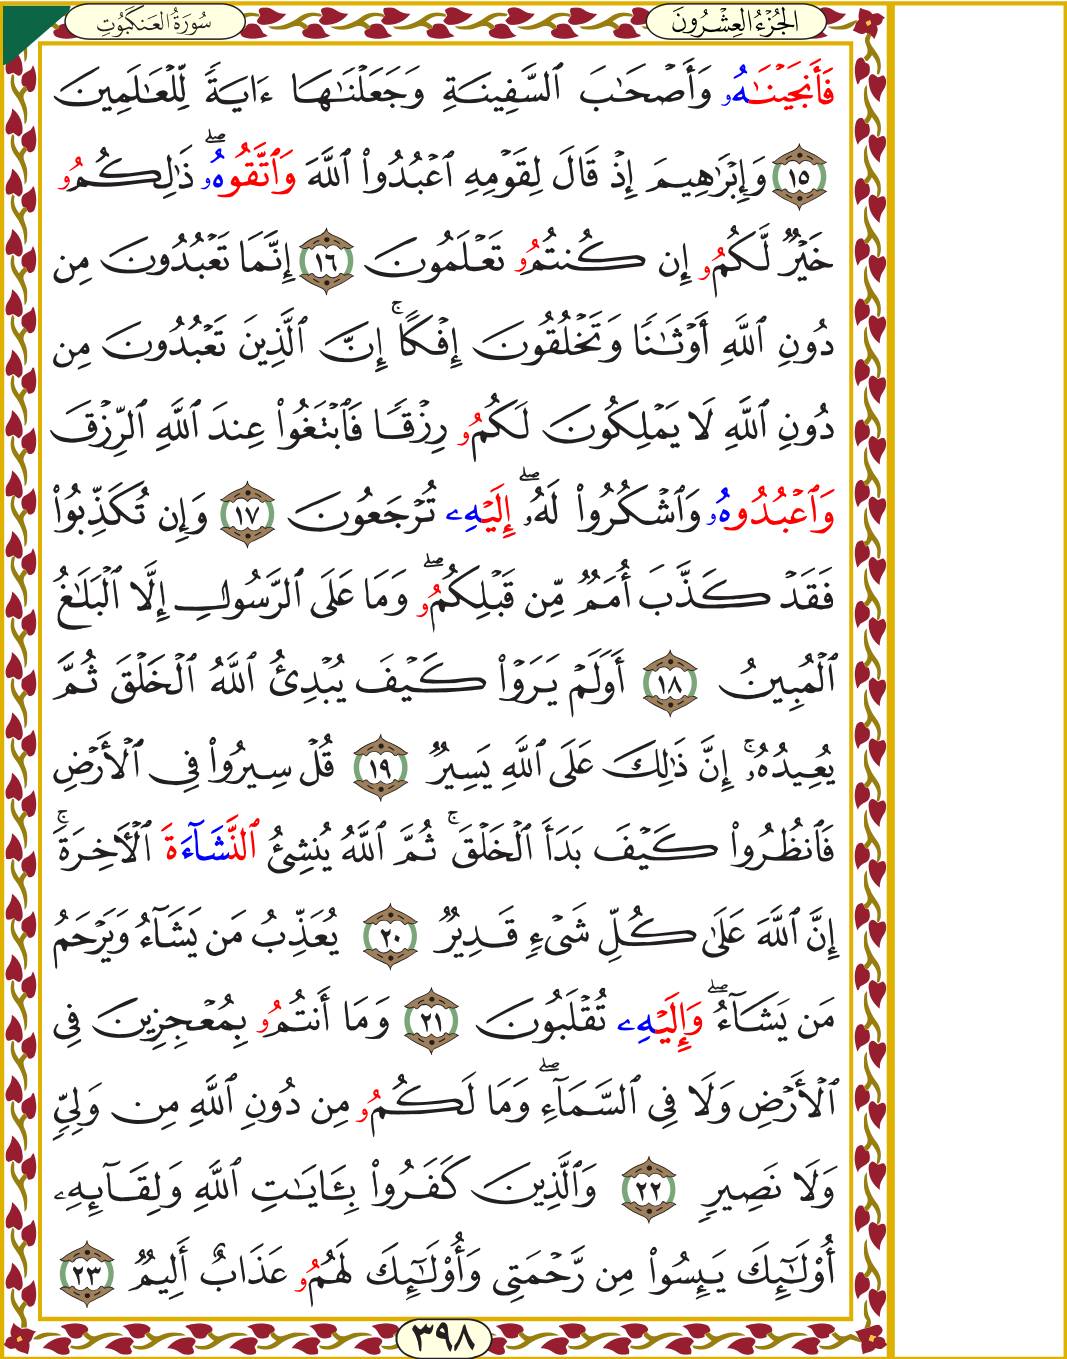 الجُزْءُ العِشْرُونَ
سُورَةُ العَنكَبُوتِ
فَأَنجَيْنَـٰهُۥ وَأَصْحَـٰبَ ٱلسَّفِينَةِ وَجَعَلْنَـٰهَا ءَايَةً لِّلْعَـٰلَمِينَ
١٥ وَإِبْرَٰهِيمَ إِذْ قَالَ لِقَوْمِهِ ٱعْبُدُوا۟ ٱللَّهَ وَٱتَّقُوهُۥۖ ذَٰلِكُمُۥ
خَيْرٌ لَّكُمُۥ إِن كُنتُمُۥ تَعْلَمُونَ ١٦ إِنَّمَا تَعْبُدُونَ مِن
دُونِ ٱللَّهِ أَوْثَـٰنًا وَتَخْلُقُونَ إِفْكًاۚ إِنَّ ٱلَّذِينَ تَعْبُدُونَ مِن
دُونِ ٱللَّهِ لَا يَمْلِكُونَ لَكُمُۥ رِزْقًا فَٱبْتَغُوا۟ عِندَ ٱللَّهِ ٱلرِّزْقَ
وَٱعْبُدُوهُۥ وَٱشْكُرُوا۟ لَهُۥۖ إِلَيْهِۦ تُرْجَعُونَ ١٧ وَإِن تُكَذِّبُوا۟
فَقَدْ كَذَّبَ أُمَمٌ مِّن قَبْلِكُمُۥۖ وَمَا عَلَى ٱلرَّسُولِ إِلَّا ٱلْبَلَـٰغُ
ٱلْمُبِينُ ١٨ أَوَلَمْ يَرَوْا۟ كَيْفَ يُبْدِئُ ٱللَّهُ ٱلْخَلْقَ ثُمَّ
يُعِيدُهُۥۚ إِنَّ ذَٰلِكَ عَلَى ٱللَّهِ يَسِيرٌ ١٩ قُلْ سِيرُوا۟ فِى ٱلْأَرْضِ
فَٱنظُرُوا۟ كَيْفَ بَدَأَ ٱلْخَلْقَۚ ثُمَّ ٱللَّهُ يُنشِئُ ٱلنَّشَآءَةَ ٱلْـَٔاخِرَةَۚ
إِنَّ ٱللَّهَ عَلَىٰ كُلِّ شَىْءٍ قَدِيرٌ ٢٠ يُعَذِّبُ مَن يَشَآءُ وَيَرْحَمُ
مَن يَشَآءُۖ وَإِلَيْهِۦ تُقْلَبُونَ ٢١ وَمَا أَنتُمُۥ بِمُعْجِزِينَ فِى
ٱلْأَرْضِ وَلَا فِى ٱلسَّمَآءِۖ وَمَا لَكُمُۥ مِن دُونِ ٱللَّهِ مِن وَلِىٍّ
وَلَا نَصِيرٍ ٢٢ وَٱلَّذِينَ كَفَرُوا۟ بِـَٔايَـٰتِ ٱللَّهِ وَلِقَآئِهِۦ
أُو۟لَـٰٓئِكَ يَئِسُوا۟ مِن رَّحْمَتِى وَأُو۟لَـٰٓئِكَ لَهُمُۥ عَذَابٌ أَلِيمٌ ٢٣
٣٩٨